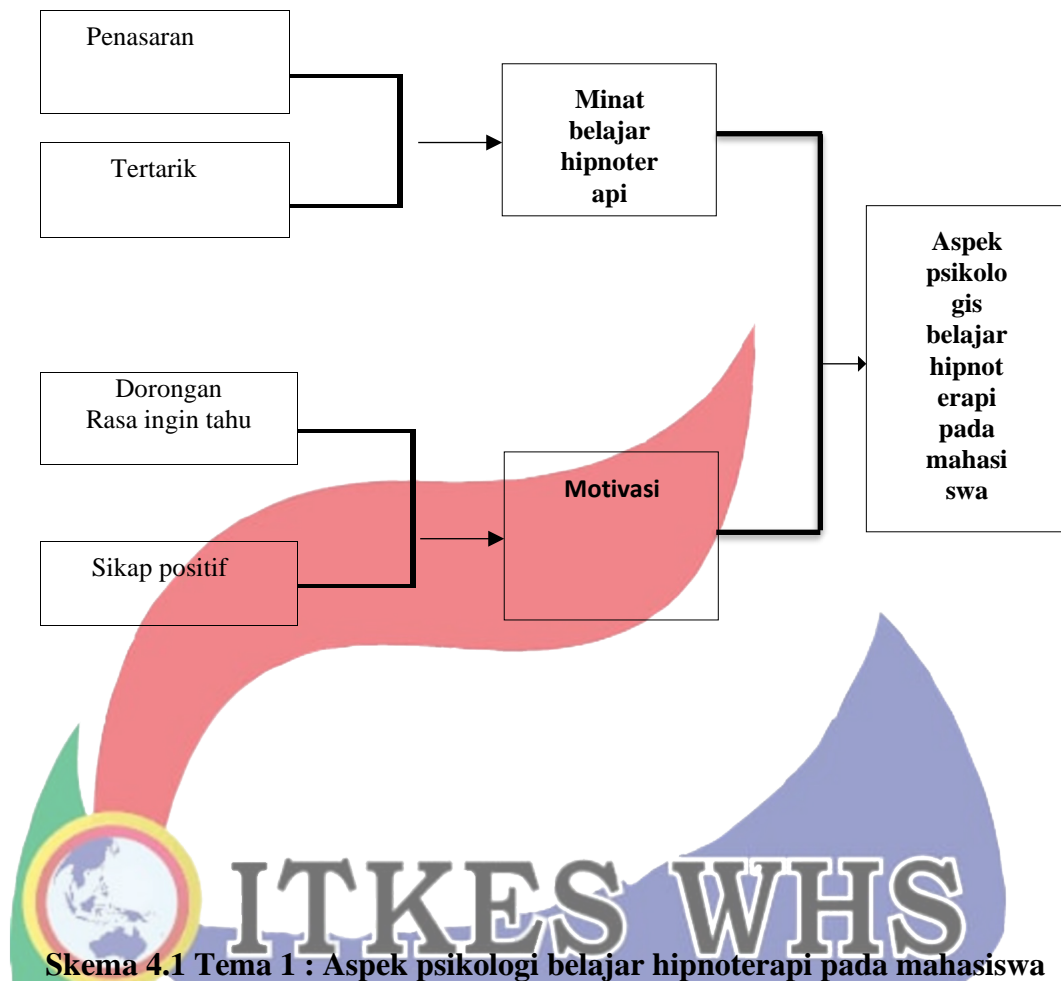 Penasaran
Tertarik
Minat
belajar
hipnoter
api
Dorongan
Rasa ingin tahu
Sikap positif
Motivasi
Aspek
psikolo
gis
belajar
hipnot
erapi
pada
mahasi
swa
ITKES WHS
Skema 4.1 Tema 1 : Aspek psikologi belajar hipnoterapi pada mahasiswa